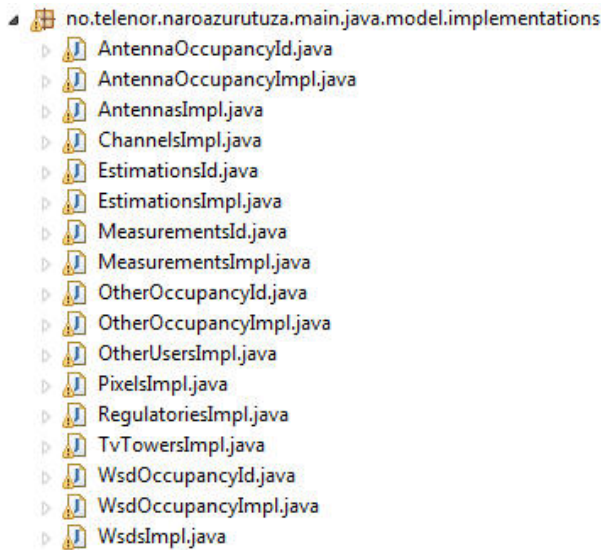 no.telenor.naroazurutuza.main.java.model.implementations
AntennaOccupancyId.java
AntennaOccupancyImpl.java
AntennasImpl.java
ChannelsImpl.java
EstimationsId.java
EstimationsImpl.java
MeasurementsId.java
MeasurementsImpl.java
OtherOccupancyId.java
OtherOccupancyImpl.java
OtherUsersImpl.java
PixelsImpl.java
RegulatoriesImpl.java
TvTowersImpl.java
WsdOccupancyId.java
WsdOccupancyImpl.java
WsdsImpl.java